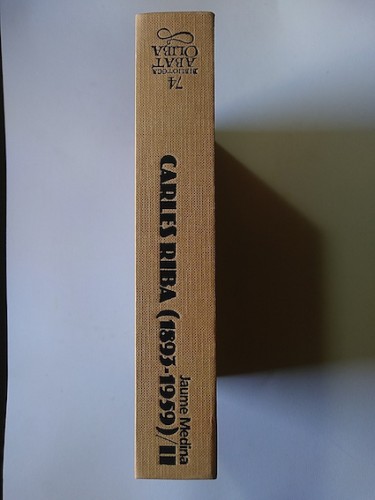 BIBLIOTECA
ABAT
OLIBA
74
CARLES RIBA (1893-1959)/II
Jaume Medina